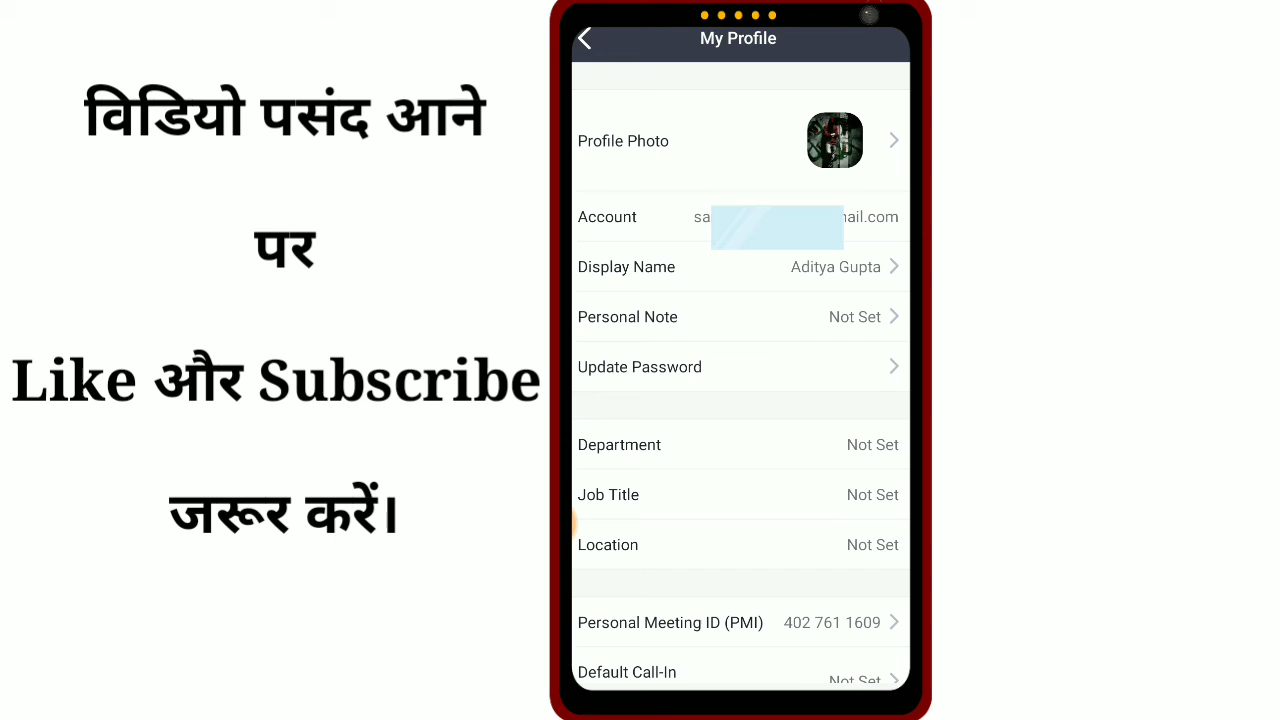 विडियो पसंद आने
पर
Like और Subscribe
जरूर करें।
My Profile
Profile Photo
Account sa ail.com
Display Name Aditya Gupta
Personal Note Not Set
Update Password
Department Not Set
Job Title Not Set
Location Not Set
Personal Meeting ID (PMI) 402 761 1609
Default Call-In Not Set